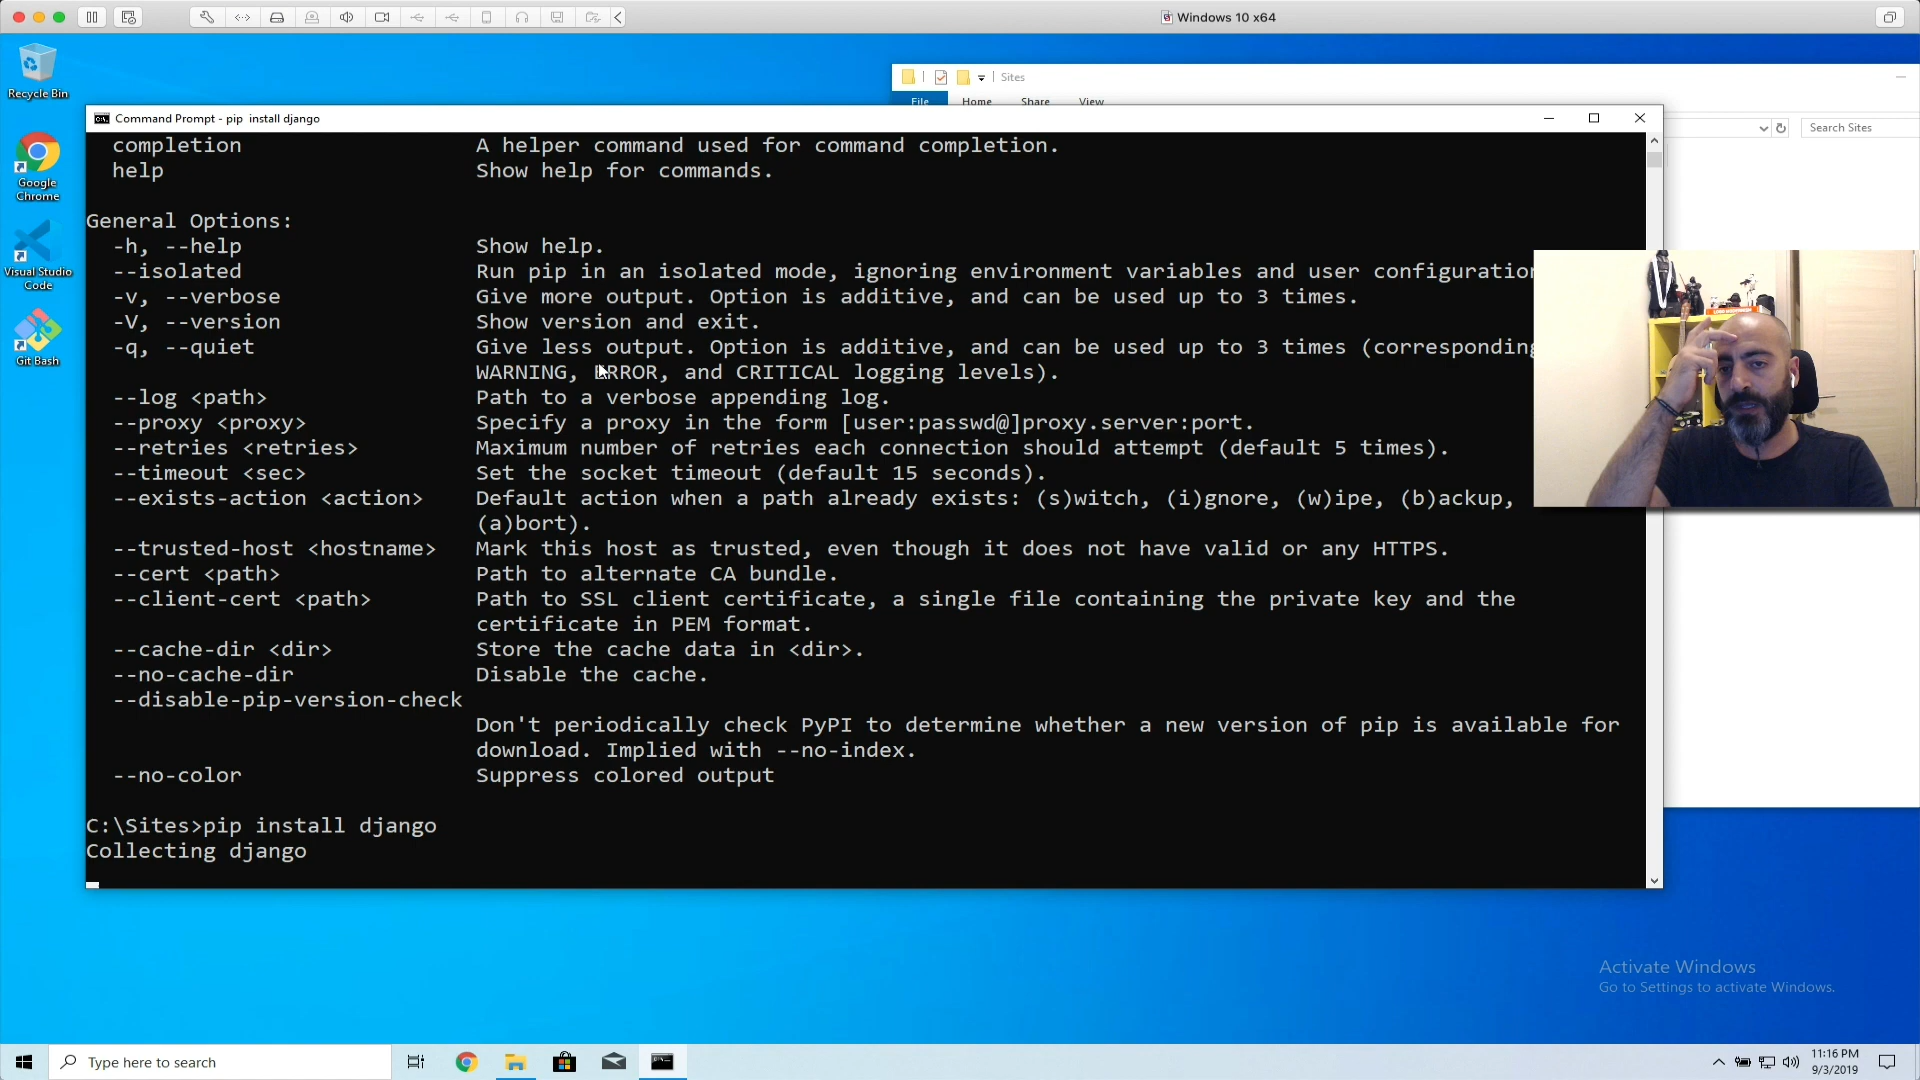 Windows 10 x64
Recycle Bin
Google
Chrome
Visual Studio
Code
Git Bash
Sites
File Home Share View
Search Sites
Command Prompt - pip  install django
completion A helper command used for command completion.
help Show help for commands.
General Options:
-h, --help Show help.
--isolated Run pip in an isolated mode, ignoring environment variables and user configuration
-v, --verbose Give more output. Option is additive, and can be used up to 3 times.
-V, --version Show version and exit.
-q, --quiet Give less output. Option is additive, and can be used up to 3 times (corresponding
WARNING, ERROR, and CRITICAL logging levels).
--log <path> Path to a verbose appending log.
--proxy <proxy> Specify a proxy in the form [user:passwd@]proxy.server:port.
--retries <retries> Maximum number of retries each connection should attempt (default 5 times).
--timeout <sec> Set the socket timeout (default 15 seconds).
--exists-action <action> Default action when a path already exists: (s)witch, (i)gnore, (w)ipe, (b)ackup,
(a)bort).
--trusted-host <hostname> Mark this host as trusted, even though it does not have valid or any HTTPS.
--cert <path> Path to alternate CA bundle.
--client-cert <path> Path to SSL client certificate, a single file containing the private key and the
certificate in PEM format.
--cache-dir <dir> Store the cache data in <dir>.
--no-cache-dir Disable the cache.
--disable-pip-version-check
Don't periodically check PyPI to determine whether a new version of pip is available for
download. Implied with --no-index.
--no-color Suppress colored output
C:\Sites>pip install django
Collecting django
Activate Windows
Go to Settings to activate Windows.
Type here to search
11:16 PM
9/3/2019